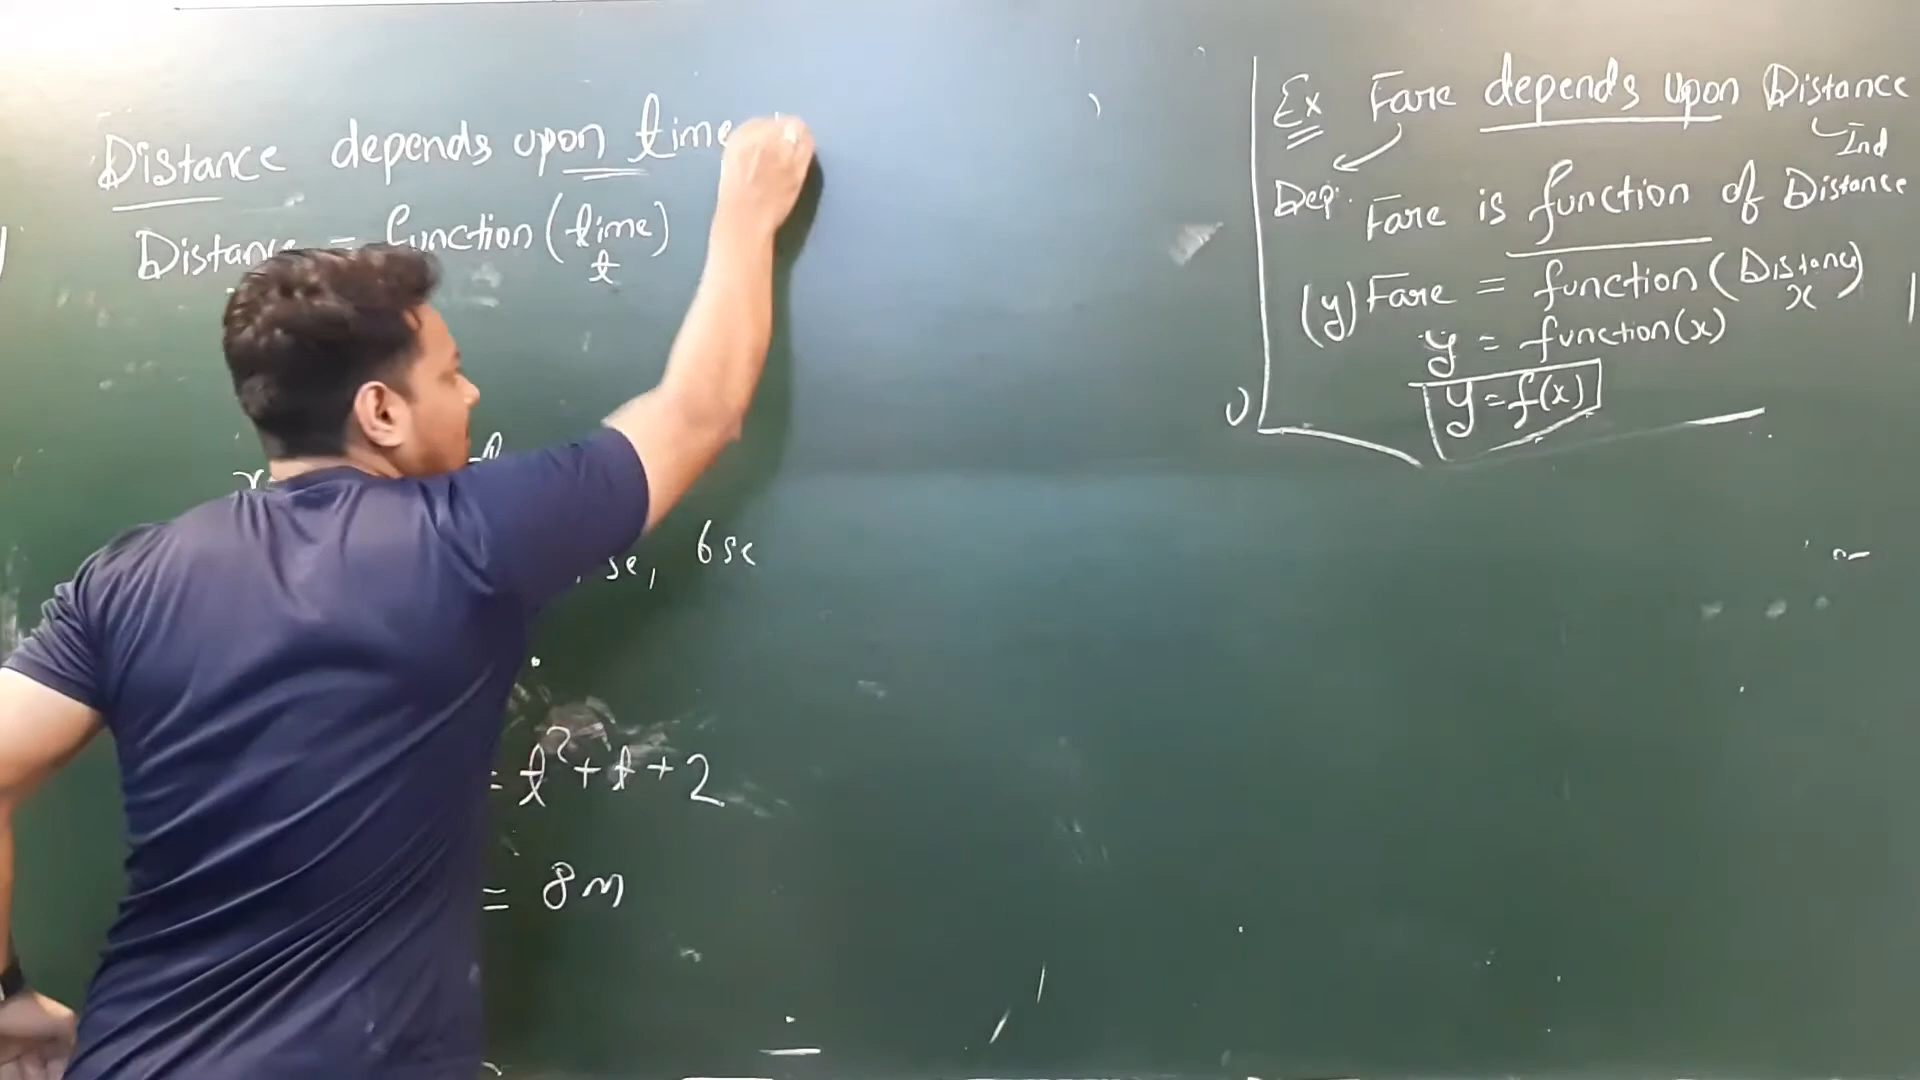 Distance depends upon time
Distance = function (time)
t
se, 6se
= t² + t + 2
= 8m
Ex Fare depends upon Distance
Ind
Dep.
Fare is function of Distance
(y) Fare = function (Distance)
x
y = function(x)
y = f(x)